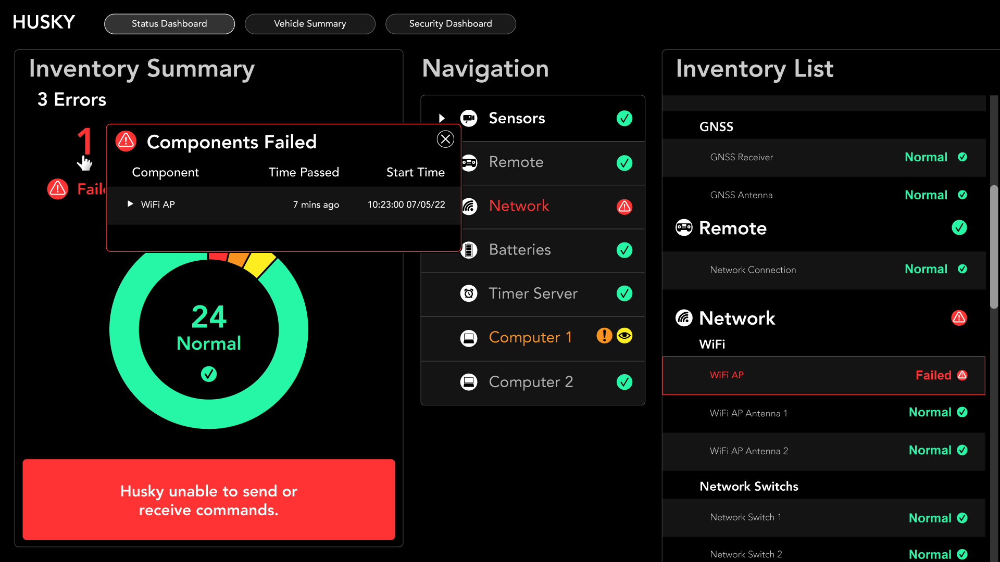 HUSKY
Status Dashboard
Vehicle Summary
Security Dashboard
Inventory Summary
3 Errors
1
Components Failed
Component Time Passed Start Time
WiFi AP 7 mins ago 10:23:00 07/05/22
24
Normal
Husky unable to send or
receive commands.
Navigation
Sensors
Remote
Network
Batteries
Timer Server
Computer 1
Computer 2
Inventory List
GNSS
GNSS Receiver Normal
GNSS Antenna Normal
Remote
Network Connection Normal
Network
WiFi
WiFi AP Failed
WiFi AP Antenna 1 Normal
WiFi AP Antenna 2 Normal
Network Switchs
Network Switch 1 Normal
Network Switch 2 Normal